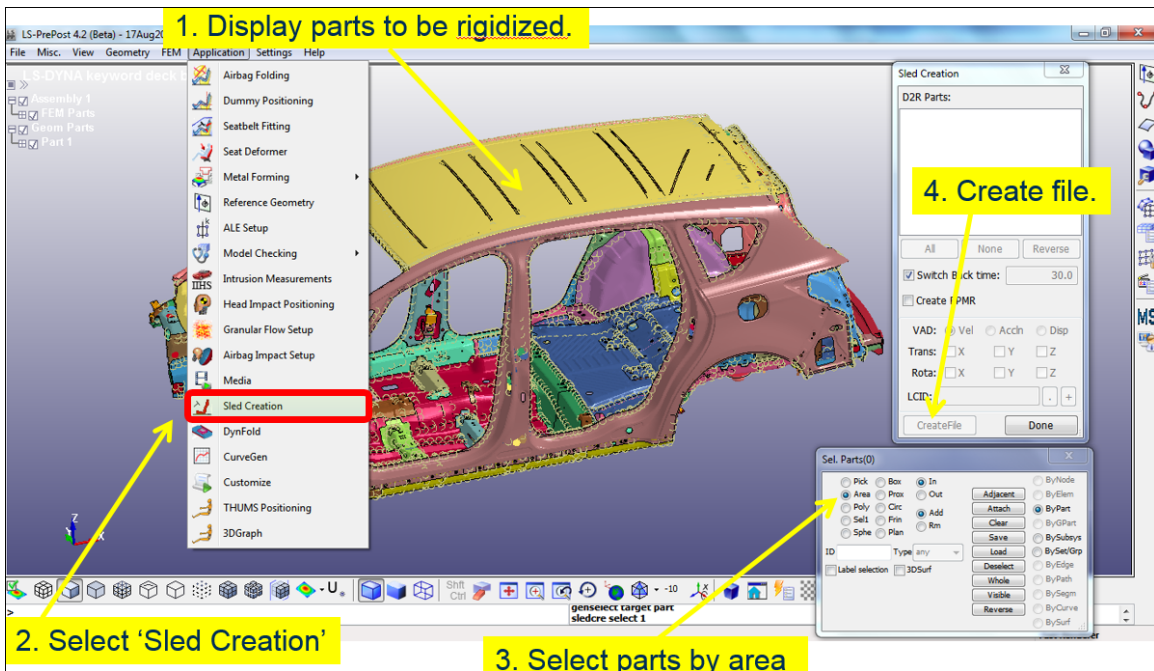 1. Display parts to be rigidized.
LS-PrePost 4.2 (Beta) - 17Aug20
File Misc. View Geometry FEM Application Settings Help
LS-DYNA keyword deck b
Assembly 1
FEM Parts
Geom Parts
Part 1
Airbag Folding
Dummy Positioning
Seatbelt Fitting
Seat Deformer
Metal Forming
Reference Geometry
ALE Setup
Model Checking
IIHS Intrusion Measurements
Head Impact Positioning
Granular Flow Setup
Airbag Impact Setup
Media
Sled Creation
DynFold
CurveGen
Customize
THUMS Positioning
3DGraph
Sled Creation
D2R Parts:
4. Create file.
All None Reverse
Switch Back time: 30.0
Create PPMR
VAD: Vel Accln Disp
Trans: X Y Z
Rota: X Y Z
LCID: . +
CreateFile Done
MS
Sel. Parts(0)
Pick Box In ByNode
Area Prox Out Adjacent ByElem
Poly Circ Add Attach ByPart
Sel1 Frin Rm Clear ByGPart
Sphe Plan Save BySubsys
ID Type any Load BySet/Grp
Label selection 3DSurf Deselect ByEdge
Whole ByPath
Visible BySegm
Reverse ByCurve
BySurf
Z
X
U.
Shft
Ctrl
-10
>
genselect target part
sledcre select 1
2. Select ‘Sled Creation’
3. Select parts by area